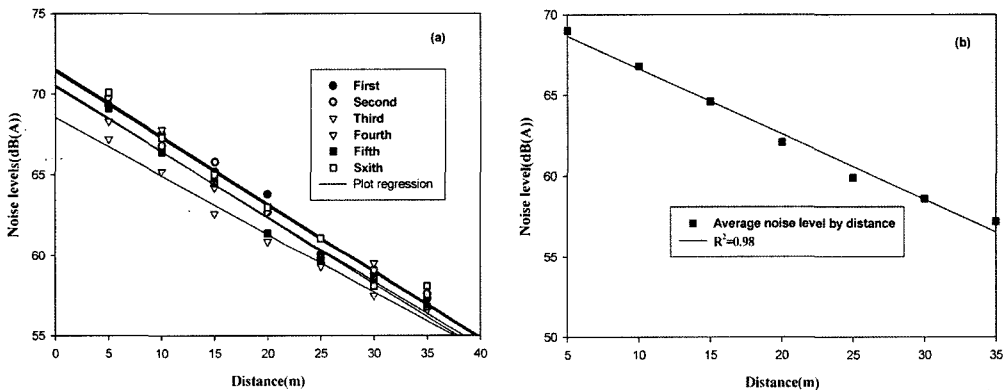 75
70
65
60
55
Noise levels(dB(A))
(a)
First
Second
Third
Fourth
Fifth
Sxith
Plot regression
0 5 10 15 20 25 30 35 40
Distance(m)
70
65
60
55
50
Noise level(dB(A))
(b)
Average noise level by distance
R²=0.98
5 10 15 20 25 30 35
Distance(m)